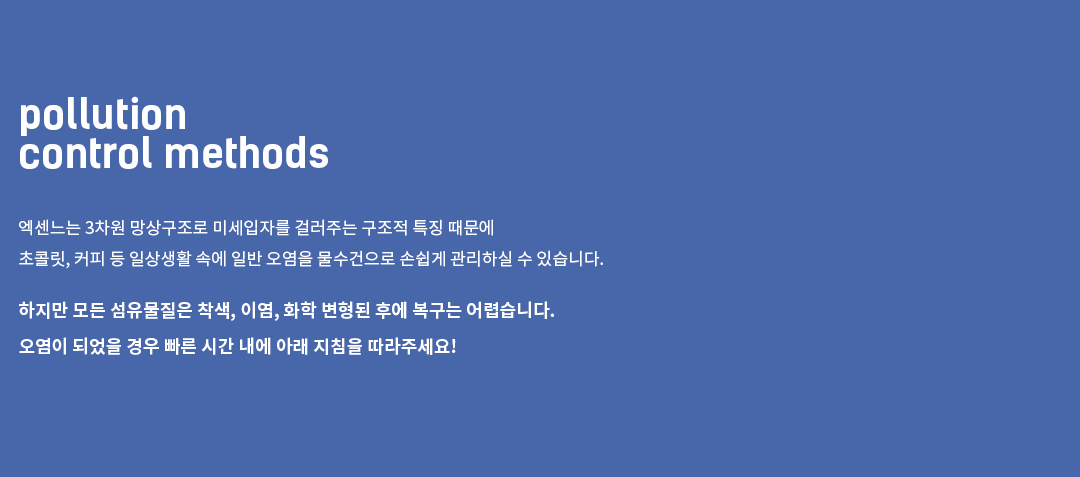 pollution
control methods
엑센느는 3차원 망상구조로 미세입자를 걸러주는 구조적 특징 때문에
초콜릿, 커피 등 일상생활 속에 일반 오염을 물수건으로 손쉽게 관리하실 수 있습니다.
하지만 모든 섬유물질은 착색, 이염, 화학 변형된 후에 복구는 어렵습니다.
오염이 되었을 경우 빠른 시간 내에 아래 지침을 따라주세요!